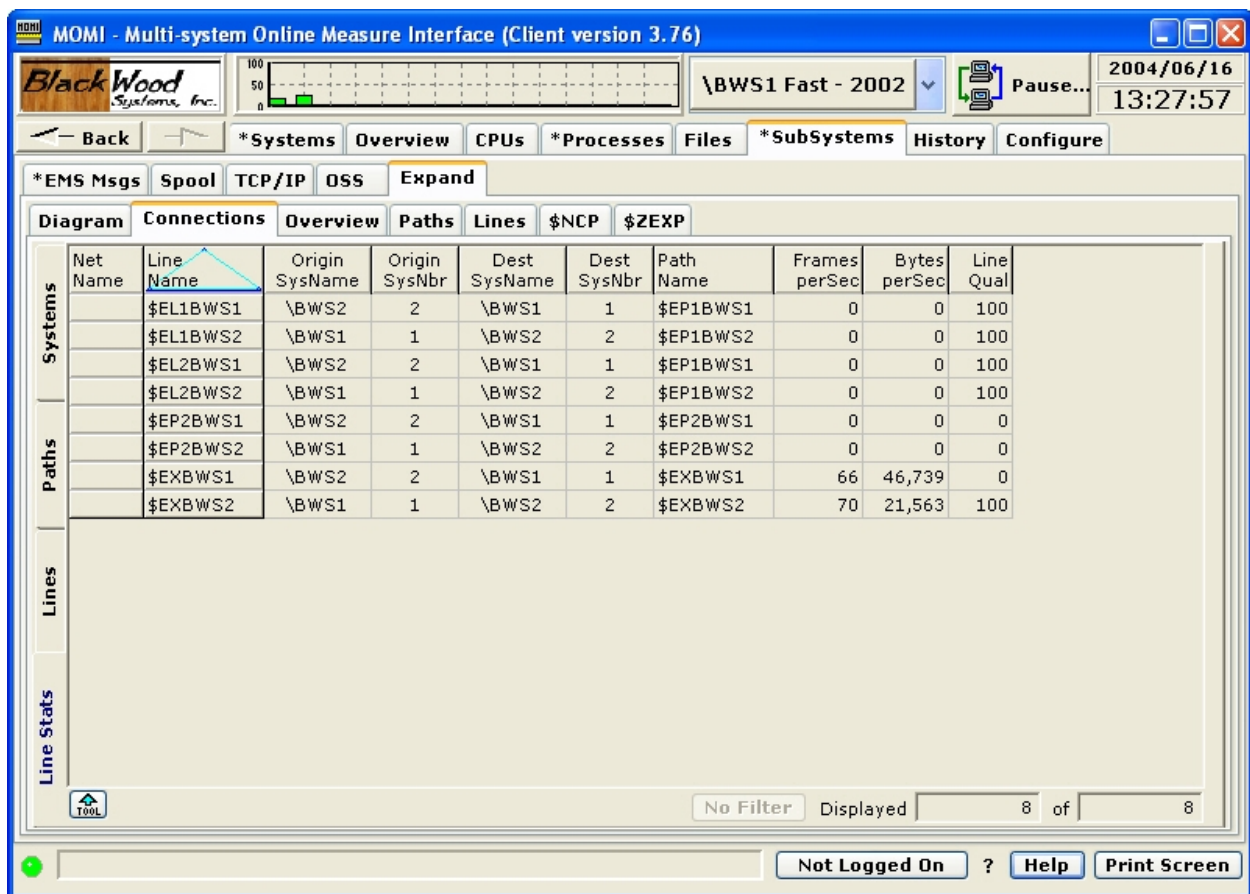 MOMI - Multi-system Online Measure Interface (Client version 3.76)
BlackWood Systems, Inc.
100
50
0
\BWS1 Fast - 2002
Pause...
2004/06/16
13:27:57
Back *Systems Overview CPUs *Processes Files *SubSystems History Configure
*EMS Msgs Spool TCP/IP OSS Expand
Diagram Connections Overview Paths Lines $NCP $ZEXP
Systems
Paths
Lines
Line Stats
Net Name Line Name Origin SysName Origin SysNbr Dest SysName Dest SysNbr Path Name Frames perSec Bytes perSec Line Qual
$EL1BWS1 \BWS2 2 \BWS1 1 $EP1BWS1 0 0 100
$EL1BWS2 \BWS1 1 \BWS2 2 $EP1BWS2 0 0 100
$EL2BWS1 \BWS2 2 \BWS1 1 $EP1BWS1 0 0 100
$EL2BWS2 \BWS1 1 \BWS2 2 $EP1BWS2 0 0 100
$EP2BWS1 \BWS2 2 \BWS1 1 $EP2BWS1 0 0 0
$EP2BWS2 \BWS1 1 \BWS2 2 $EP2BWS2 0 0 0
$EXBWS1 \BWS2 2 \BWS1 1 $EXBWS1 66 46,739 0
$EXBWS2 \BWS1 1 \BWS2 2 $EXBWS2 70 21,563 100
TOOL
No Filter Displayed 8 of 8
Not Logged On ? Help Print Screen